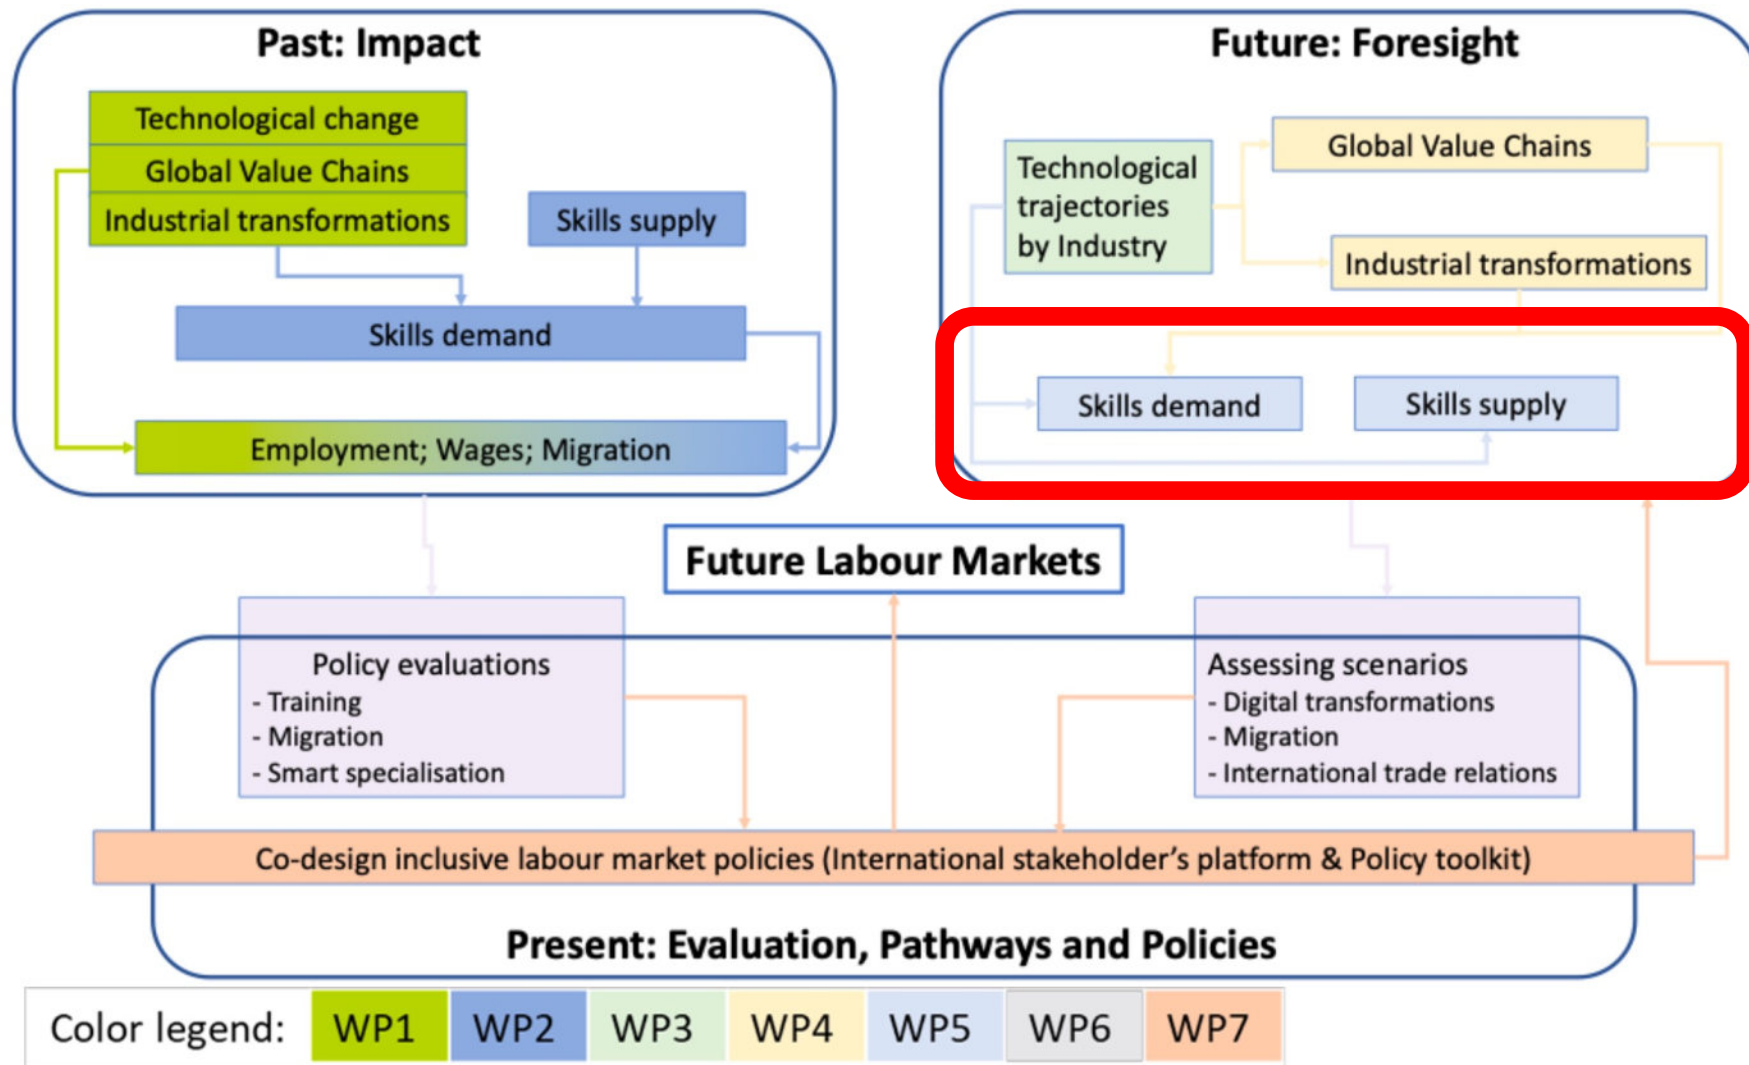 Past: Impact
Technological change
Global Value Chains
Industrial transformations
Skills supply
Skills demand
Employment; Wages; Migration
Future: Foresight
Technological
trajectories
by Industry
Global Value Chains
Industrial transformations
Skills demand
Skills supply
Future Labour Markets
Policy evaluations
- Training
- Migration
- Smart specialisation
Assessing scenarios
- Digital transformations
- Migration
- International trade relations
Co-design inclusive labour market policies (International stakeholder’s platform & Policy toolkit)
Present: Evaluation, Pathways and Policies
Color legend: WP1 WP2 WP3 WP4 WP5 WP6 WP7